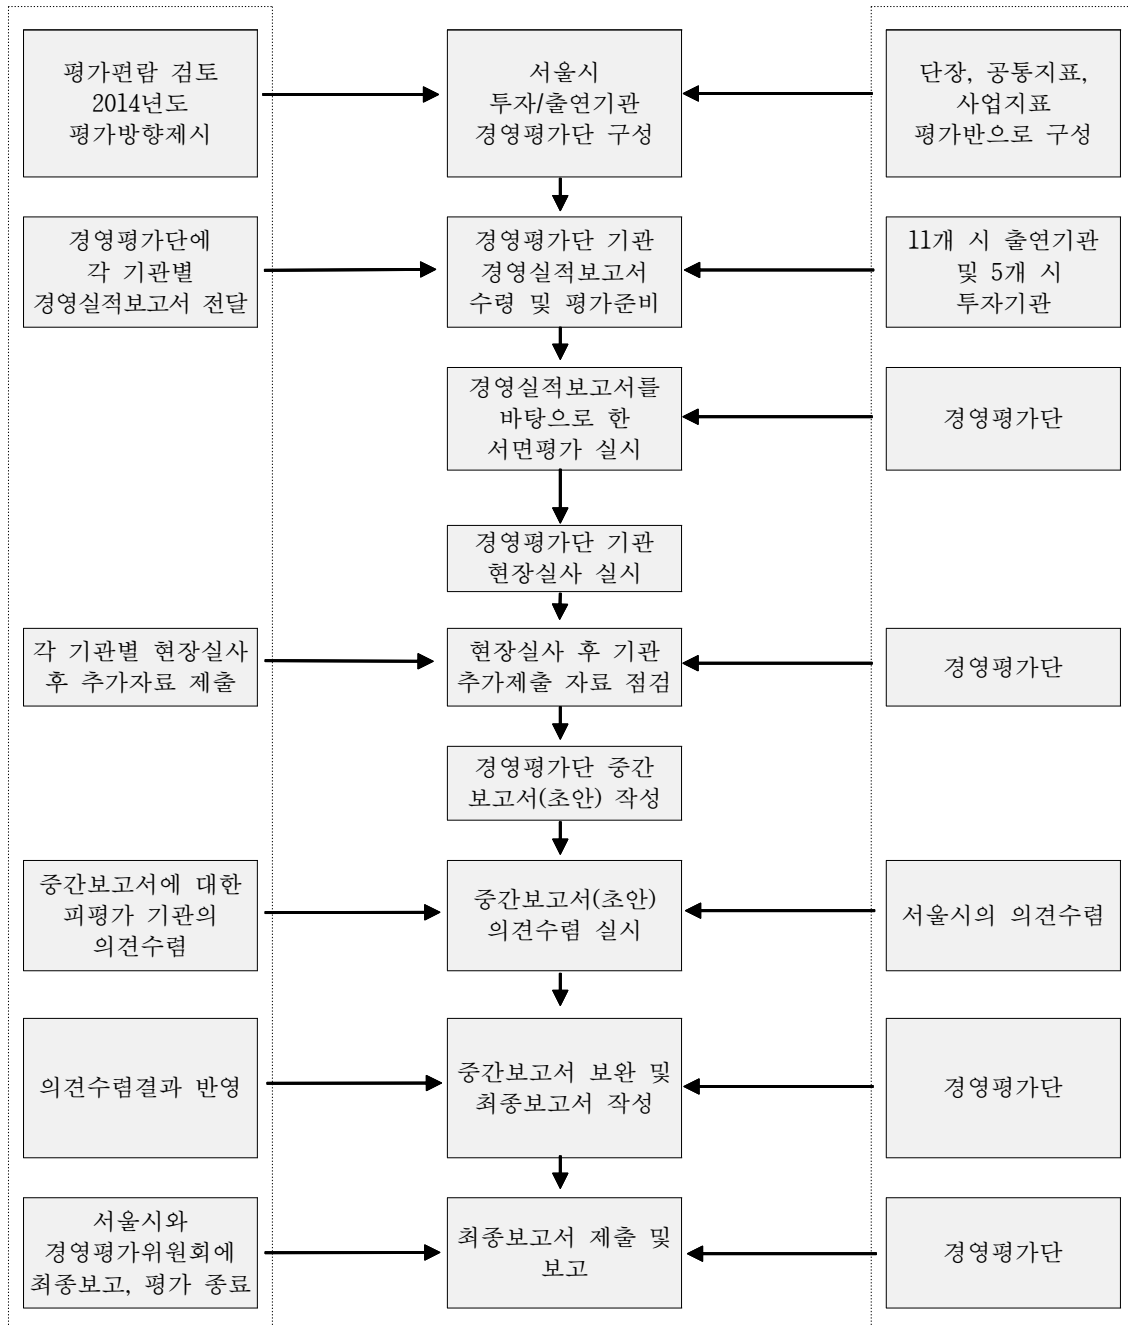 평가편람 검토
2014년도
평가방향제시
서울시
투자/출연기관
경영평가단 구성
단장, 공통지표,
사업지표
평가반으로 구성
경영평가단에
각 기관별
경영실적보고서 전달
경영평가단 기관
경영실적보고서
수령 및 평가준비
11개 시 출연기관
및 5개 시
투자기관
경영실적보고서를
바탕으로 한
서면평가 실시
경영평가단
경영평가단 기관
현장실사 실시
각 기관별 현장실사
후 추가자료 제출
현장실사 후 기관
추가제출 자료 점검
경영평가단
경영평가단 중간
보고서(초안) 작성
중간보고서에 대한
피평가 기관의
의견수렴
중간보고서(초안)
의견수렴 실시
서울시의 의견수렴
의견수렴결과 반영
중간보고서 보완 및
최종보고서 작성
경영평가단
서울시와
경영평가위원회에
최종보고, 평가 종료
최종보고서 제출 및
보고
경영평가단